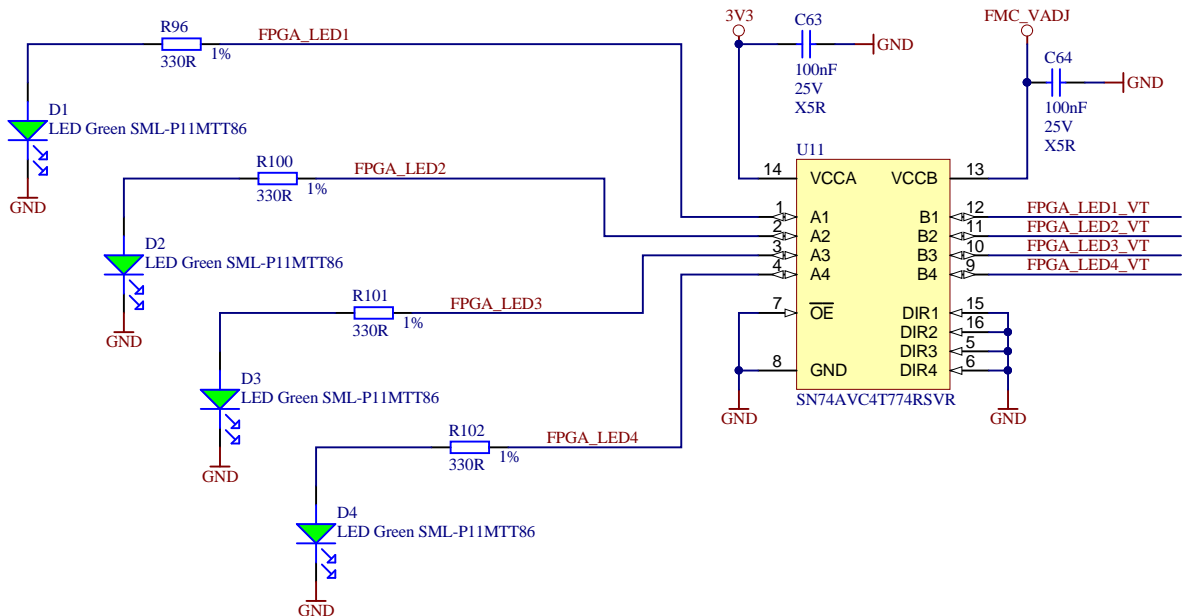 R96
FPGA_LED1
330R
1%
D1
LED Green SML-P11MTT86
GND
R100
FPGA_LED2
330R
1%
D2
LED Green SML-P11MTT86
GND
R101
FPGA_LED3
330R
1%
D3
LED Green SML-P11MTT86
GND
R102
FPGA_LED4
330R
1%
D4
LED Green SML-P11MTT86
GND
3V3
C63
GND
100nF
25V
X5R
FMC_VADJ
C64
GND
100nF
25V
X5R
U11
14 VCCA VCCB 13
1 A1 B1 12 FPGA_LED1_VT
2 A2 B2 11 FPGA_LED2_VT
3 A3 B3 10 FPGA_LED3_VT
4 A4 B4 9 FPGA_LED4_VT
7 OE DIR1 15
DIR2 16
DIR3 5
8 GND DIR4 6
SN74AVC4T774RSVR
GND
GND